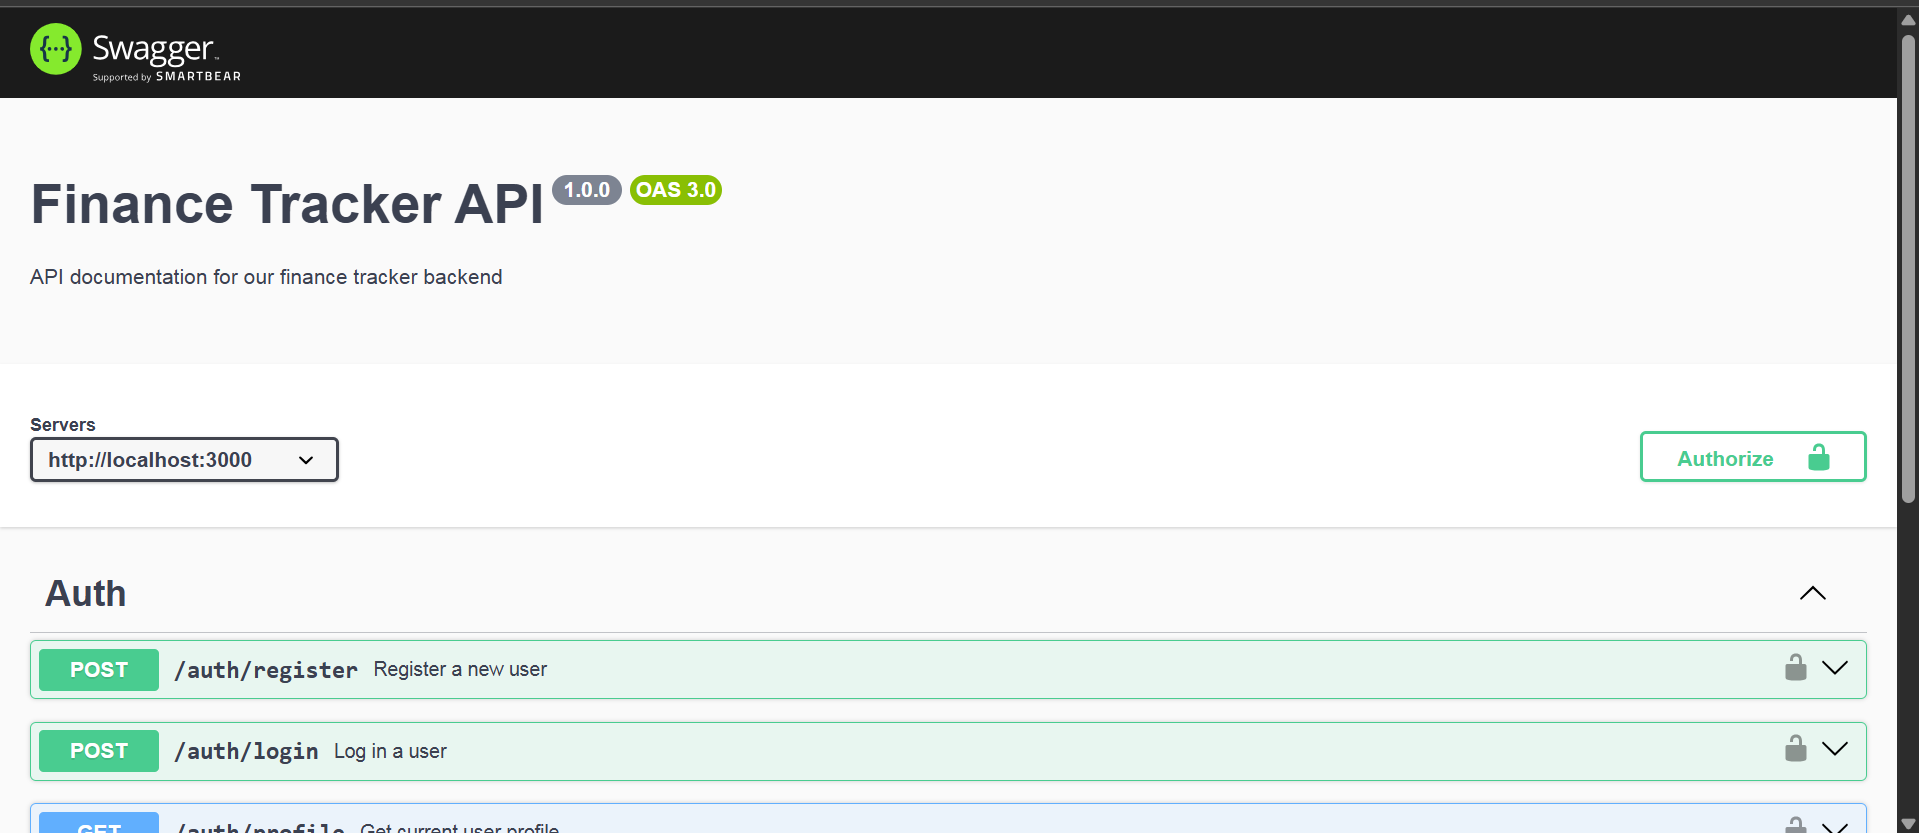 {···} Swagger™
Supported by SMARTBEAR
Finance Tracker API 1.0.0 OAS 3.0
API documentation for our finance tracker backend
Servers
http://localhost:3000
Authorize
Auth
POST /auth/register Register a new user
POST /auth/login Log in a user
GET /auth/profile Get current user profile